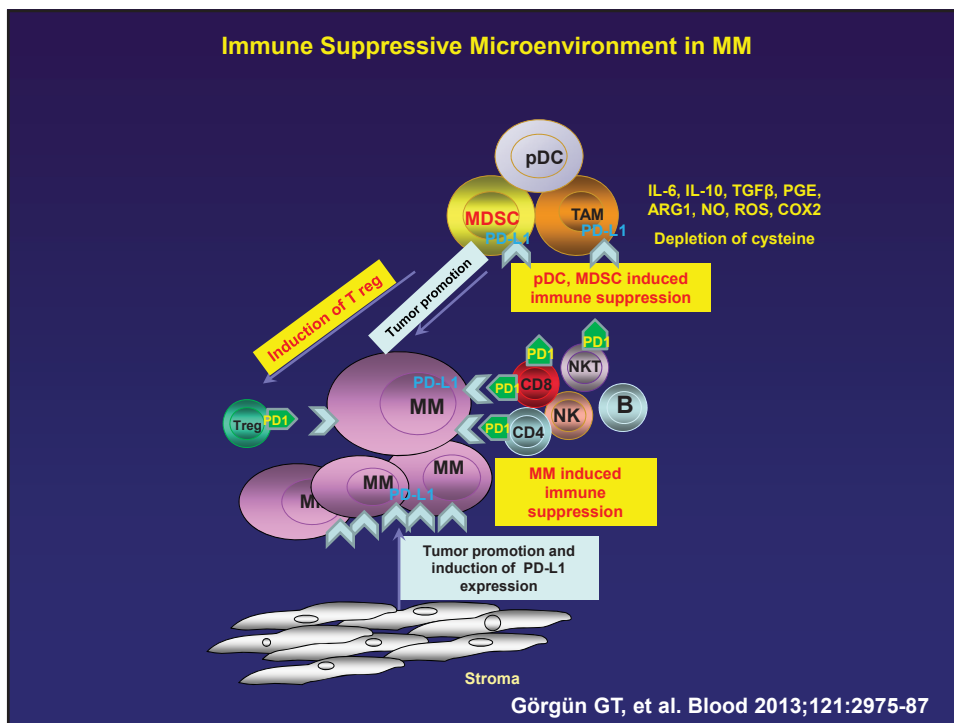 Immune Suppressive Microenvironment in MM
pDC
MDSC
TAM
PD-L1
PD-L1
IL-6, IL-10, TGFβ, PGE,
ARG1, NO, ROS, COX2
Depletion of cysteine
pDC, MDSC induced
immune suppression
Induction of T reg
Tumor promotion
PD1
PD1
NKT
PD-L1
MM
PD1
CD8
NK
B
Treg
PD1
PD1
CD4
MM
MM
PD-L1
MM induced
immune
suppression
Tumor promotion and
induction of PD-L1
expression
Stroma
Görgün GT, et al. Blood 2013;121:2975-87